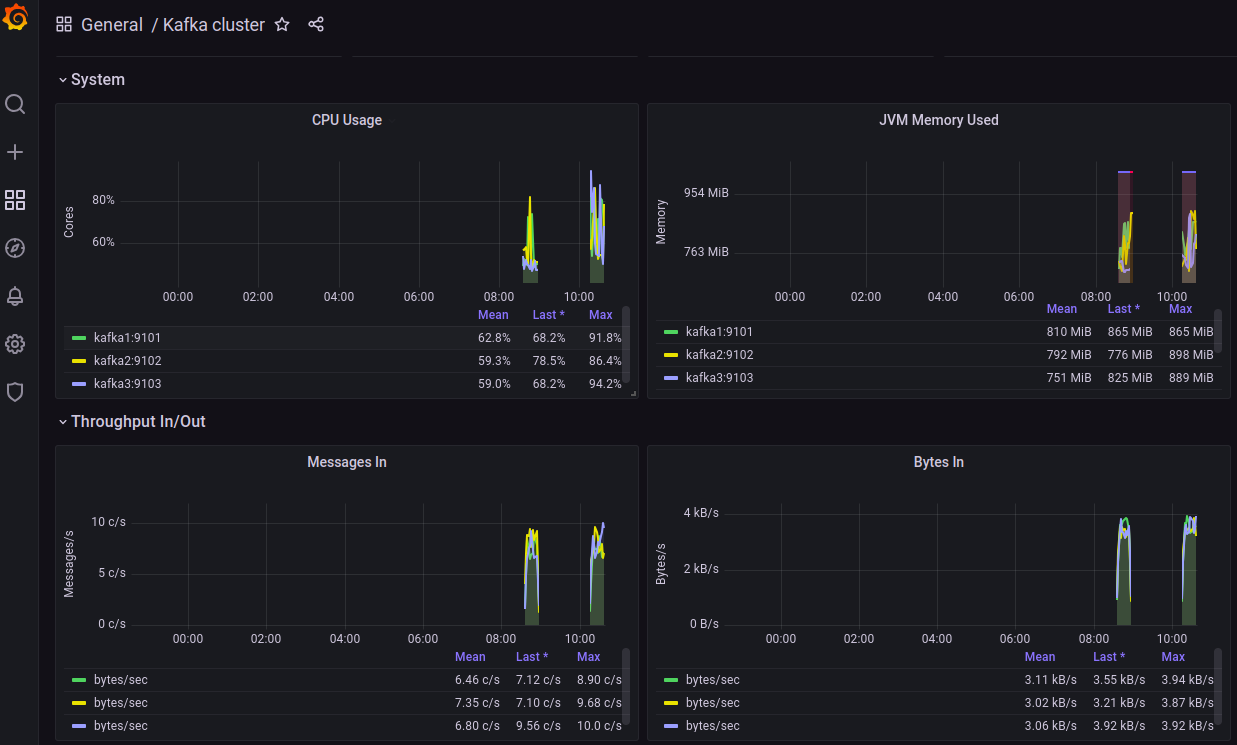 General / Kafka cluster
System
CPU Usage
Cores
80%
60%
00:00 02:00 04:00 06:00 08:00 10:00
Mean Last * Max
kafka1:9101 62.8% 68.2% 91.8%
kafka2:9102 59.3% 78.5% 86.4%
kafka3:9103 59.0% 68.2% 94.2%
JVM Memory Used
Memory
954 MiB
763 MiB
00:00 02:00 04:00 06:00 08:00 10:00
Mean Last * Max
kafka1:9101 810 MiB 865 MiB 865 MiB
kafka2:9102 792 MiB 776 MiB 898 MiB
kafka3:9103 751 MiB 825 MiB 889 MiB
Throughput In/Out
Messages In
Messages/s
10 c/s
5 c/s
0 c/s
00:00 02:00 04:00 06:00 08:00 10:00
Mean Last * Max
bytes/sec 6.46 c/s 7.12 c/s 8.90 c/s
bytes/sec 7.35 c/s 7.10 c/s 9.68 c/s
bytes/sec 6.80 c/s 9.56 c/s 10.0 c/s
Bytes In
Bytes/s
4 kB/s
2 kB/s
0 B/s
00:00 02:00 04:00 06:00 08:00 10:00
Mean Last * Max
bytes/sec 3.11 kB/s 3.55 kB/s 3.94 kB/s
bytes/sec 3.02 kB/s 3.21 kB/s 3.87 kB/s
bytes/sec 3.06 kB/s 3.92 kB/s 3.92 kB/s